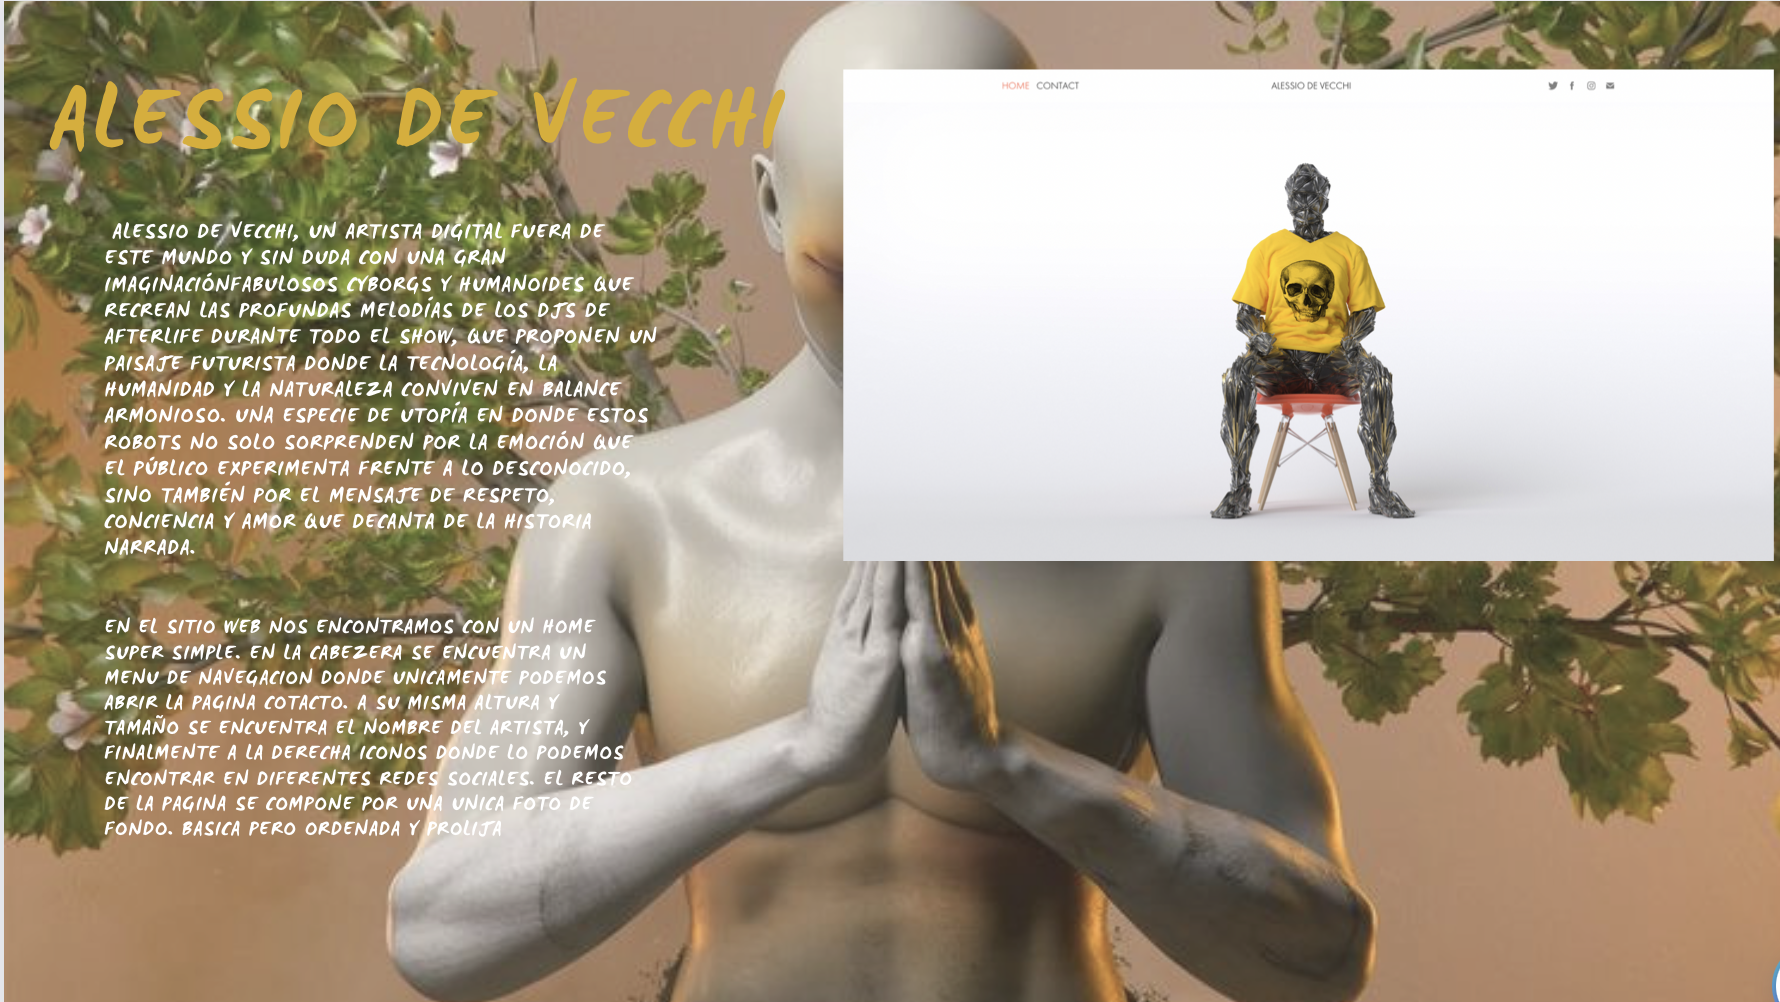 ALESSIO DE VECCHI
ALESSIO DE VECCHI, UN ARTISTA DIGITAL FUERA DE
ESTE MUNDO Y SIN DUDA CON UNA GRAN
IMAGINACIÓNFABULOSOS CYBORGS Y HUMANOIDES QUE
RECREAN LAS PROFUNDAS MELODÍAS DE LOS DJS DE
AFTERLIFE DURANTE TODO EL SHOW, QUE PROPONEN UN
PAISAJE FUTURISTA DONDE LA TECNOLOGÍA, LA
HUMANIDAD Y LA NATURALEZA CONVIVEN EN BALANCE
ARMONIOSO. UNA ESPECIE DE UTOPÍA EN DONDE ESTOS
ROBOTS NO SOLO SORPRENDEN POR LA EMOCIÓN QUE
EL PÚBLICO EXPERIMENTA FRENTE A LO DESCONOCIDO,
SINO TAMBIÉN POR EL MENSAJE DE RESPETO,
CONCIENCIA Y AMOR QUE DECANTA DE LA HISTORIA
NARRADA.
EN EL SITIO WEB NOS ENCONTRAMOS CON UN HOME
SUPER SIMPLE. EN LA CABEZERA SE ENCUENTRA UN
MENU DE NAVEGACION DONDE UNICAMENTE PODEMOS
ABRIR LA PAGINA COTACTO. A SU MISMA ALTURA Y
TAMAÑO SE ENCUENTRA EL NOMBRE DEL ARTISTA, Y
FINALMENTE A LA DERECHA ICONOS DONDE LO PODEMOS
ENCONTRAR EN DIFERENTES REDES SOCIALES. EL RESTO
DE LA PAGINA SE COMPONE POR UNA UNICA FOTO DE
FONDO. BASICA PERO ORDENADA Y PROLIJA
HOME CONTACT
ALESSIO DE VECCHI